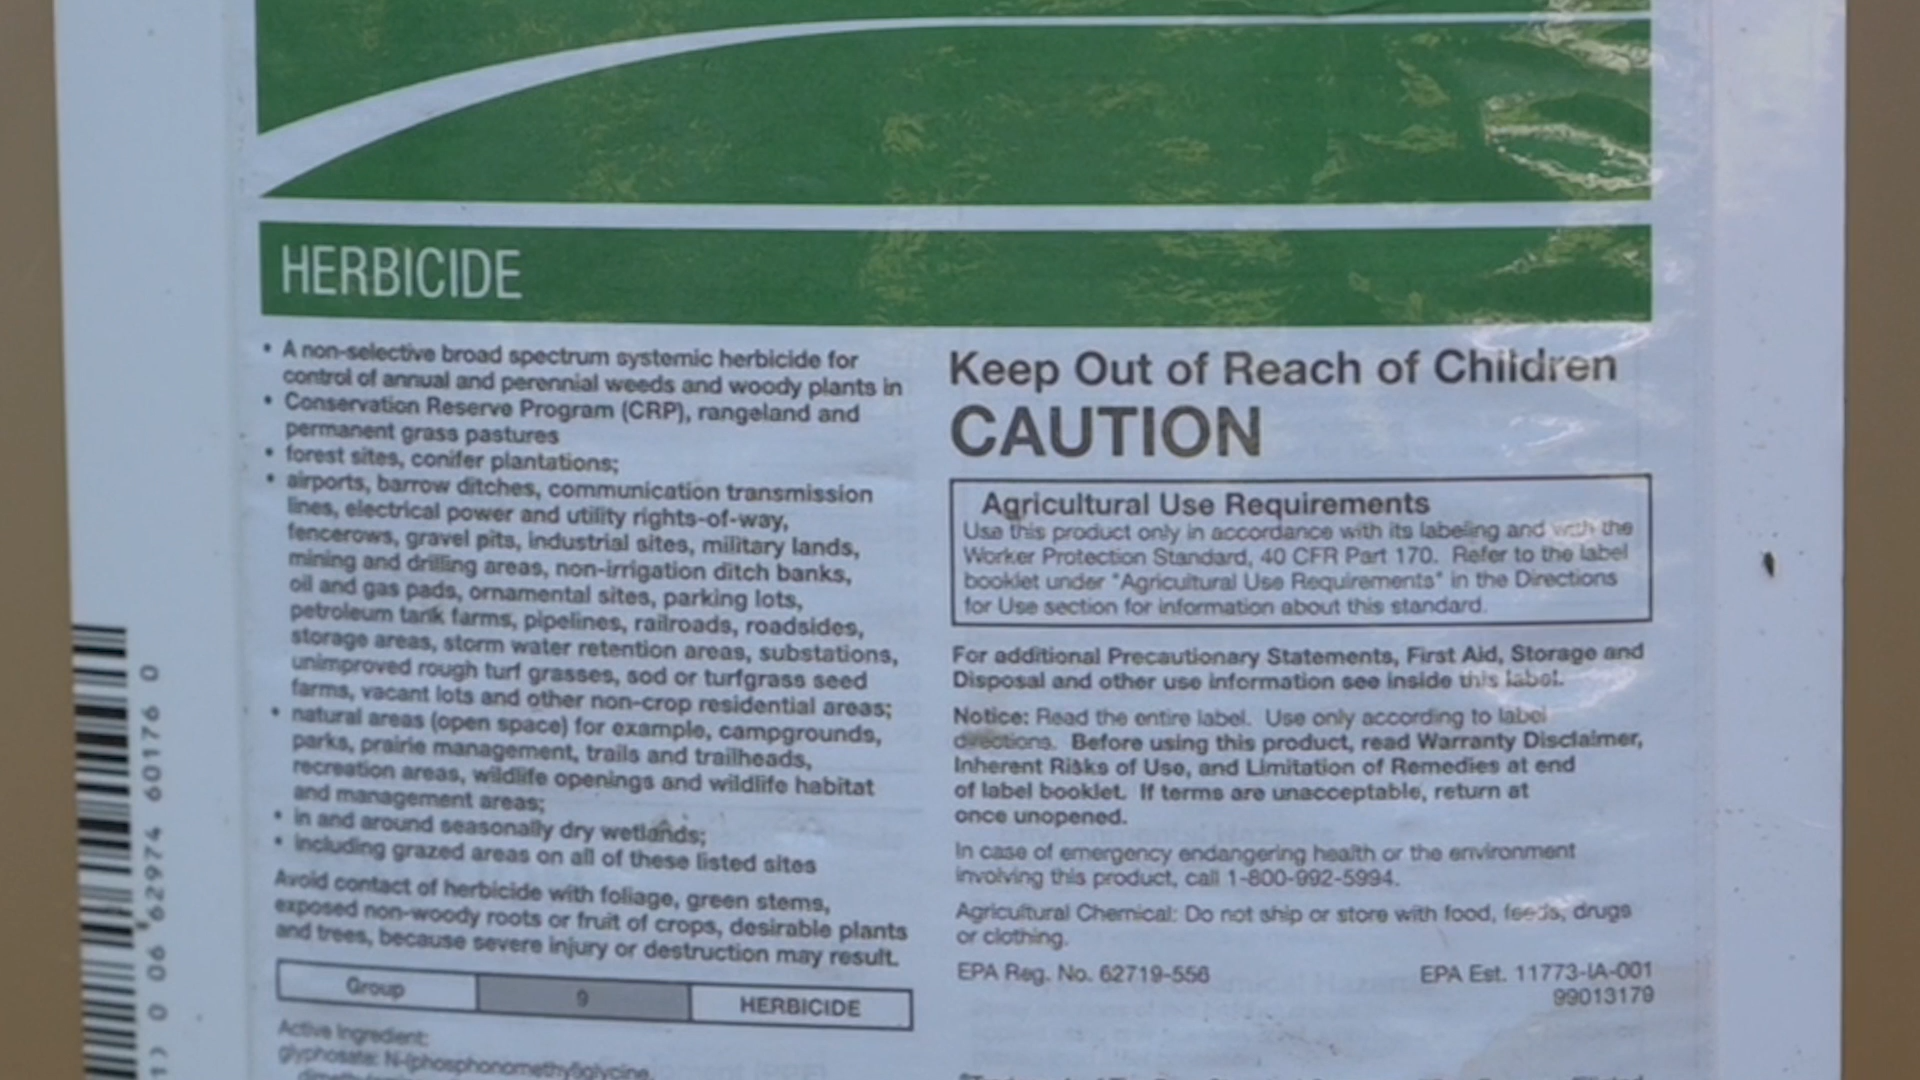 HERBICIDE
• A non-selective broad spectrum systemic herbicide for
control of annual and perennial weeds and woody plants in
• Conservation Reserve Program (CRP), rangeland and
permanent grass pastures
• forest sites, conifer plantations;
• airports, barrow ditches, communication transmission
lines, electrical power and utility rights-of-way,
fencerows, gravel pits, industrial sites, military lands,
mining and drilling areas, non-irrigation ditch banks,
oil and gas pads, ornamental sites, parking lots,
petroleum tank farms, pipelines, railroads, roadsides,
storage areas, storm water retention areas, substations,
unimproved rough turf grasses, sod or turfgrass seed
farms, vacant lots and other non-crop residential areas;
• natural areas (open space) for example, campgrounds,
parks, prairie management, trails and trailheads,
recreation areas, wildlife openings and wildlife habitat
and management areas;
• in and around seasonally dry wetlands;
• including grazed areas on all of these listed sites
Avoid contact of herbicide with foliage, green stems,
exposed non-woody roots or fruit of crops, desirable plants
and trees, because severe injury or destruction may result.
Group 9 HERBICIDE
Active Ingredient:
glyphosate: N-(phosphonomethyl)glycine,
Keep Out of Reach of Children
CAUTION
Agricultural Use Requirements
Use this product only in accordance with its labeling and with the
Worker Protection Standard, 40 CFR Part 170. Refer to the label
booklet under "Agricultural Use Requirements" in the Directions
for Use section for information about this standard.
For additional Precautionary Statements, First Aid, Storage and
Disposal and other use information see inside this label.
Notice: Read the entire label. Use only according to label
directions. Before using this product, read Warranty Disclaimer,
Inherent Risks of Use, and Limitation of Remedies at end
of label booklet. If terms are unacceptable, return at
once unopened.
In case of emergency endangering health or the environment
involving this product, call 1-800-992-5994.
Agricultural Chemical: Do not ship or store with food, feeds, drugs
or clothing.
EPA Reg. No. 62719-556 EPA Est. 11773-IA-001
99013179
1) 0 06 62974 60176 0